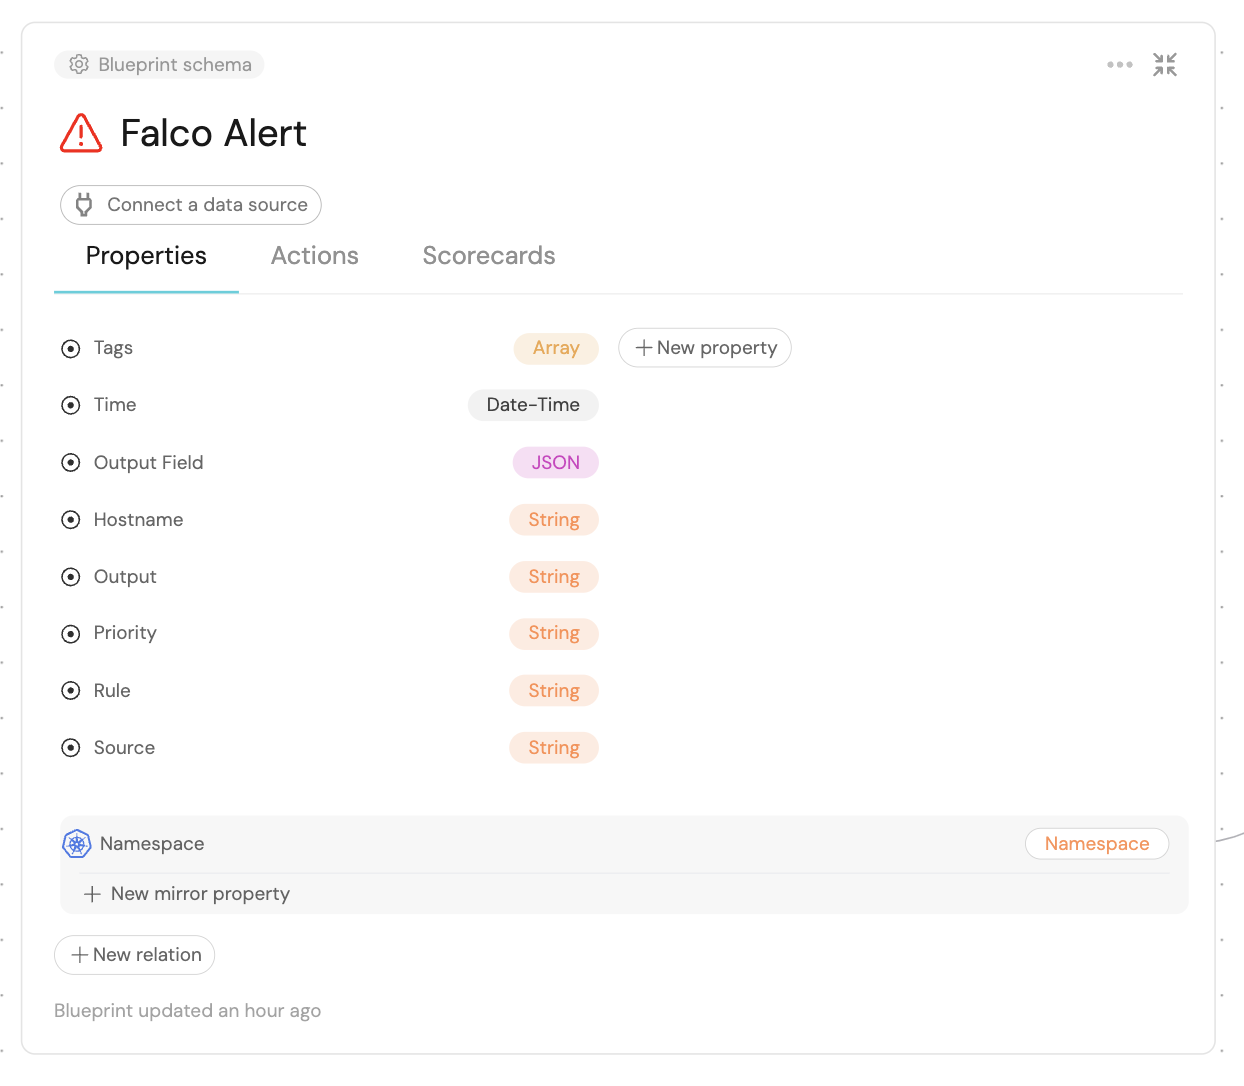 Blueprint schema
Falco Alert
Connect a data source
Properties Actions Scorecards
Tags Array New property
Time Date-Time
Output Field JSON
Hostname String
Output String
Priority String
Rule String
Source String
Namespace Namespace
New mirror property
New relation
Blueprint updated an hour ago